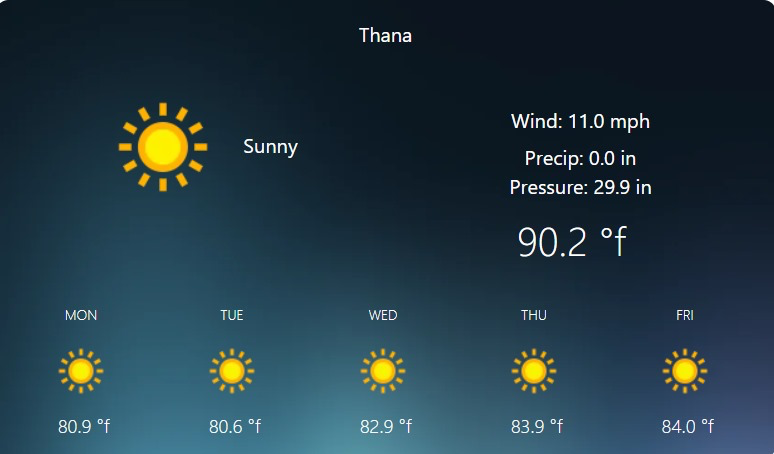 Thana
Sunny
Wind: 11.0 mph
Precip: 0.0 in
Pressure: 29.9 in
90.2 °f
MON TUE WED THU FRI
80.9 °f 80.6 °f 82.9 °f 83.9 °f 84.0 °f